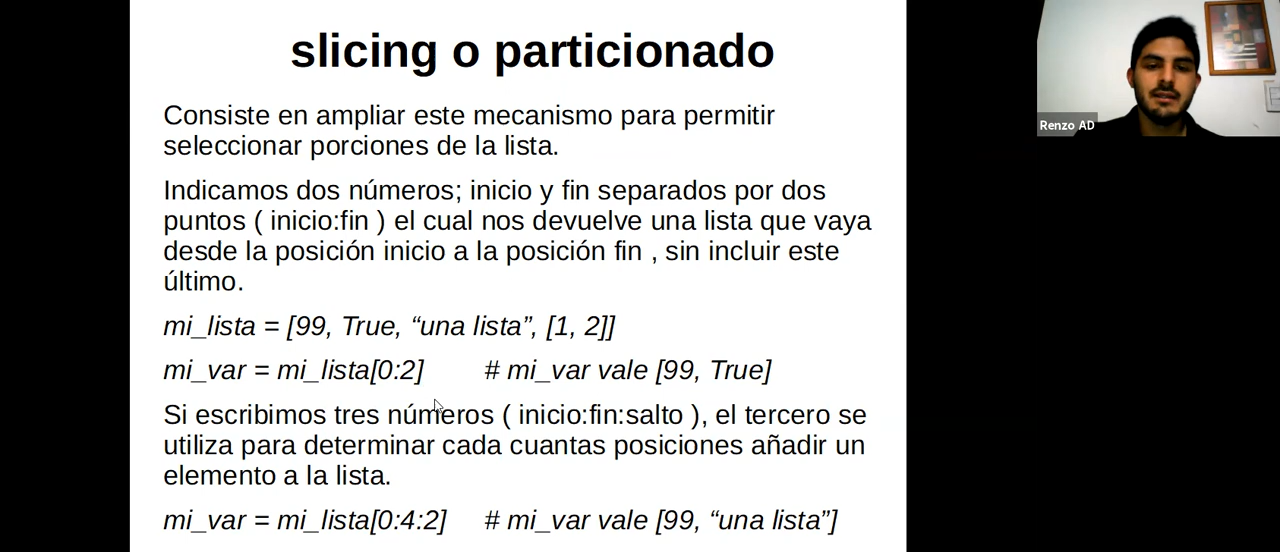 slicing o particionado
Consiste en ampliar este mecanismo para permitir
seleccionar porciones de la lista.
Indicamos dos números; inicio y fin separados por dos
puntos ( inicio:fin ) el cual nos devuelve una lista que vaya
desde la posición inicio a la posición fin , sin incluir este
último.
mi_lista = [99, True, “una lista”, [1, 2]]
mi_var = mi_lista[0:2] # mi_var vale [99, True]
Si escribimos tres números ( inicio:fin:salto ), el tercero se
utiliza para determinar cada cuantas posiciones añadir un
elemento a la lista.
mi_var = mi_lista[0:4:2] # mi_var vale [99, “una lista”]
Renzo AD